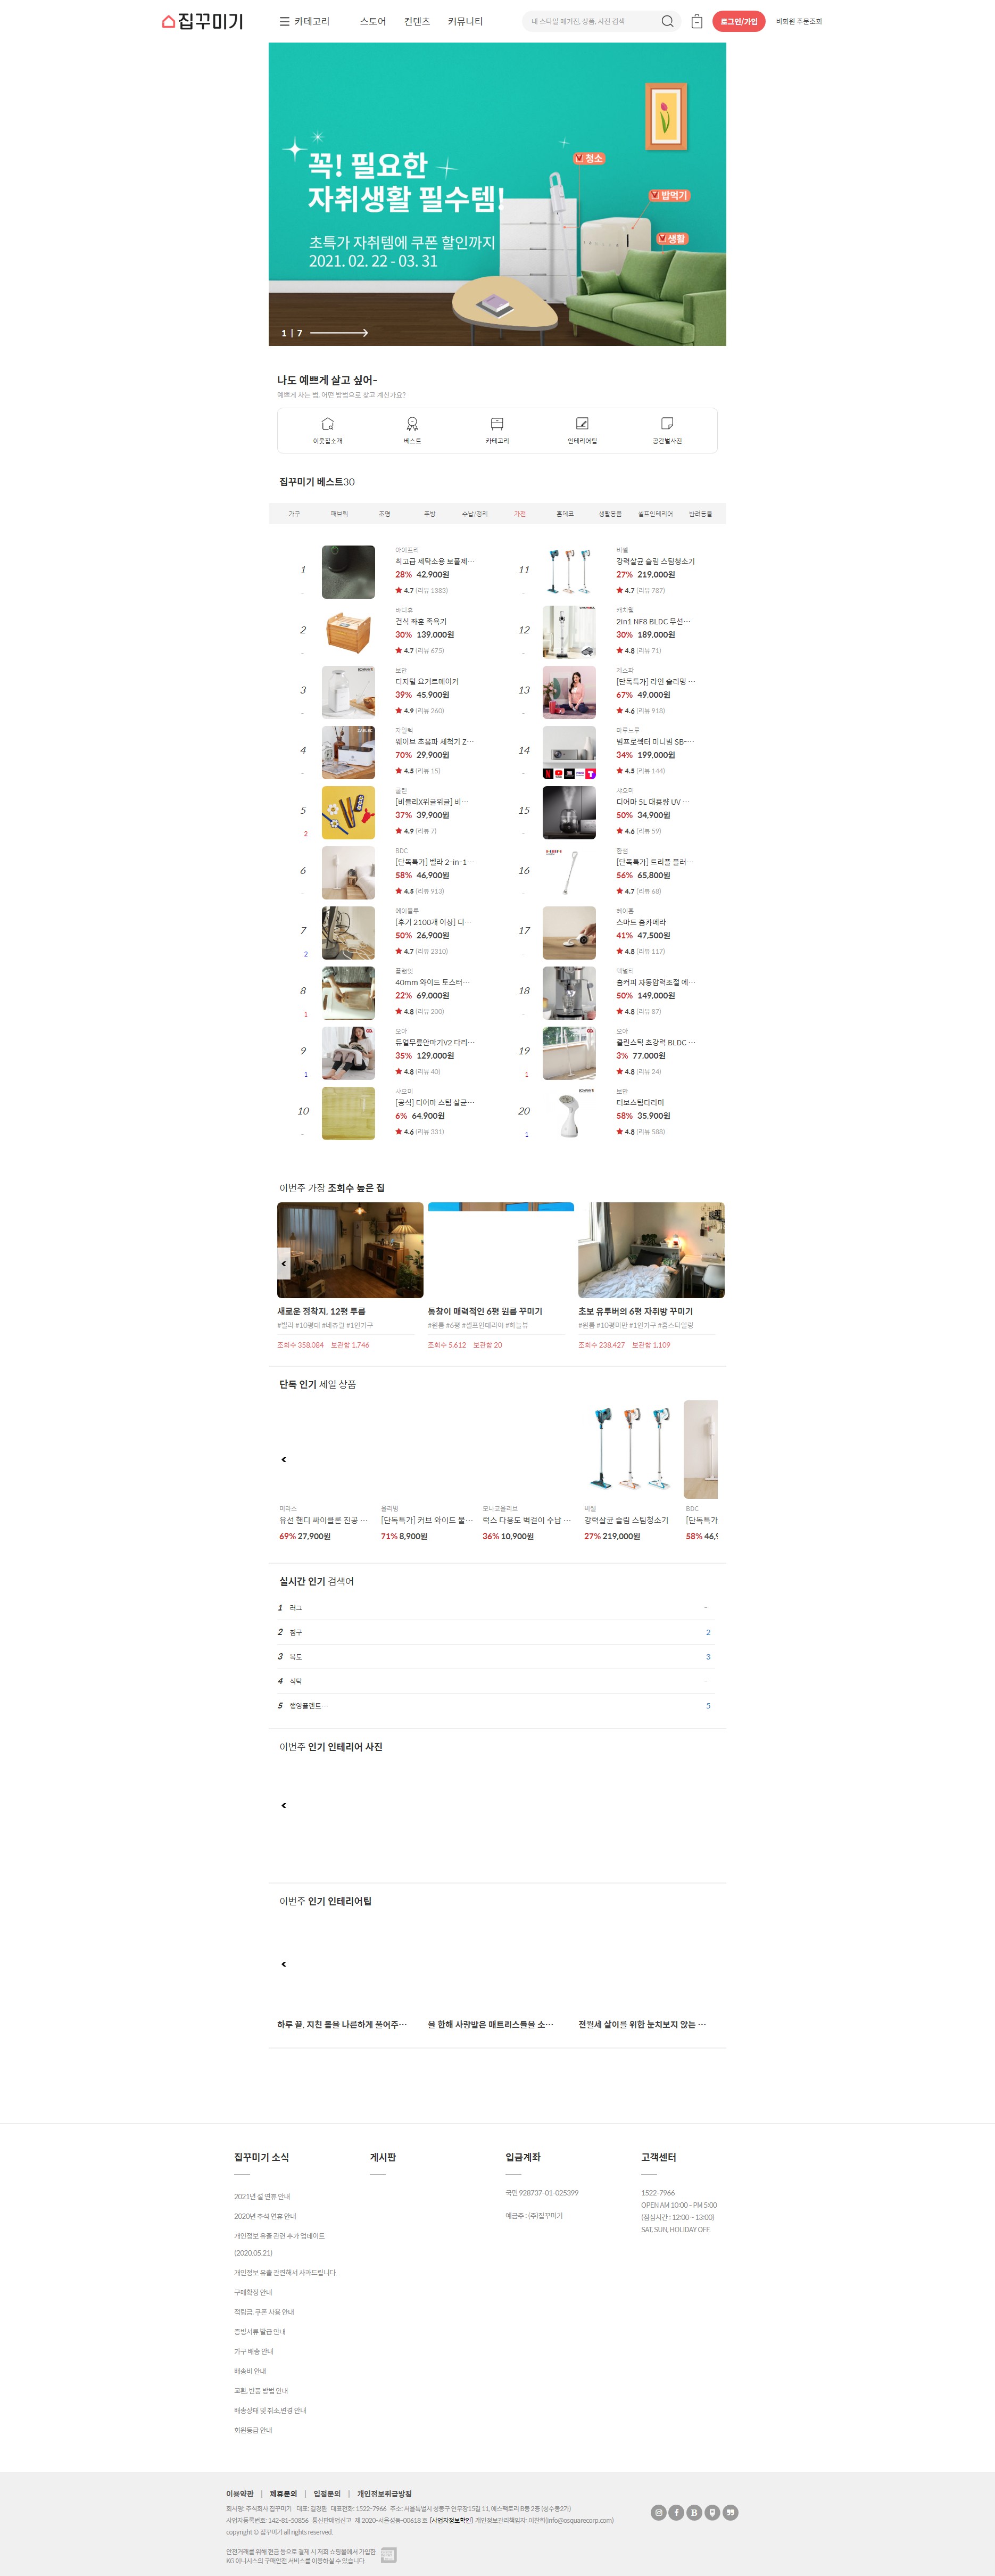 집꾸미기
카테고리
스토어
컨텐츠
커뮤니티
내 스타일 매거진, 상품, 사진 검색
로그인/가입
비회원 주문조회
꼭! 필요한
자취생활 필수템!
초특가 자취템에 쿠폰 할인까지
2021. 02. 22 - 03. 31
청소
밥먹기
생활
1 | 7
나도 예쁘게 살고 싶어-
예쁘게 사는 법, 어떤 방법으로 찾고 계신가요?
이웃집소개
베스트
카테고리
인테리어팁
공간별사진
집꾸미기 베스트30
가구
패브릭
조명
주방
수납/정리
가전
홈데코
생활용품
셀프인테리어
반려동물
1
-
아이프리
최고급 세탁소용 보풀제…
28% 42,900원
4.7 (리뷰 1383)
2
-
바디휴
건식 좌훈 족욕기
30% 139,000원
4.7 (리뷰 675)
3
-
보만
디지털 요거트메이커
39% 45,900원
4.9 (리뷰 260)
4
-
자일렉
웨이브 초음파 세척기 Z…
70% 29,900원
4.5 (리뷰 15)
5
2
[비블리X위글위글] 비…
37% 39,900원
4.9 (리뷰 7)
6
-
BDC
[단독특가] 벨라 2-in-1…
58% 46,900원
4.5 (리뷰 913)
7
2
에이블루
[후기 2100개 이상] 디…
50% 26,900원
4.7 (리뷰 2310)
8
1
플랜잇
40mm 와이드 토스터…
22% 69,000원
4.8 (리뷰 200)
9
1
오아
듀얼무릎안마기V2 다리…
35% 129,000원
4.8 (리뷰 40)
10
-
샤오미
[공식] 디어마 스팀 살균…
6% 64,900원
4.6 (리뷰 331)
11
-
비쎌
강력살균 슬림 스팀청소기
27% 219,000원
4.7 (리뷰 787)
12
-
캐치웰
2in1 NF8 BLDC 무선…
30% 189,000원
4.8 (리뷰 71)
13
-
제스파
[단독특가] 라인 슬리밍 …
67% 49,000원
4.6 (리뷰 918)
14
-
마루느루
빔프로젝터 미니빔 SB-…
34% 199,000원
4.5 (리뷰 144)
15
-
샤오미
디어마 5L 대용량 UV …
50% 34,900원
4.6 (리뷰 59)
16
-
한샘
[단독특가] 트리플 플러…
56% 65,800원
4.7 (리뷰 68)
17
-
헤이홈
스마트 홈카메라
41% 47,500원
4.8 (리뷰 117)
18
-
맥널티
홈커피 자동압력조절 에…
50% 149,000원
4.8 (리뷰 87)
19
1
오아
클린스틱 초강력 BLDC …
3% 77,000원
4.8 (리뷰 24)
20
1
보만
터보스팀다리미
58% 35,900원
4.8 (리뷰 588)
이번주 가장 조회수 높은 집
새로운 정착지, 12평 투룸
#빌라 #10평대 #네츄럴 #1인가구
조회수 358,084 보관함 1,746
통창이 매력적인 6평 원룸 꾸미기
#원룸 #6평 #셀프인테리어 #하늘뷰
조회수 5,612 보관함 20
초보 유투버의 6평 자취방 꾸미기
#원룸 #10평미만 #1인가구 #홈스타일링
조회수 238,427 보관함 1,109
단독 인기 세일 상품
미라스
유선 핸디 싸이클론 진공 …
69% 27,900원
올리빙
[단독특가] 커브 와이드 물…
71% 8,900원
모나코올리브
럭스 다용도 벽걸이 수납 …
36% 10,900원
비쎌
강력살균 슬림 스팀청소기
27% 219,000원
BDC
[단독특가
58% 46,9
실시간 인기 검색어
1 러그 -
2 침구 2
3 복도 3
4 식탁 -
5 행잉플랜트… 5
이번주 인기 인테리어 사진
이번주 인기 인테리어팁
하루 끝, 지친 몸을 나른하게 풀어주…
올 한해 사랑받은 매트리스들을 소…
전월세 살이를 위한 눈치보지 않는 …
집꾸미기 소식
2021년 설 연휴 안내
2020년 추석 연휴 안내
개인정보 유출 관련 추가 업데이트
(2020.05.21)
개인정보 유출 관련해서 사과드립니다.
구매확정 안내
적립금, 쿠폰 사용 안내
증빙서류 발급 안내
가구 배송 안내
배송비 안내
교환, 반품 방법 안내
배송상태 및 취소,변경 안내
회원등급 안내
게시판
입금계좌
국민 928737-01-025399
예금주 : (주)집꾸미기
고객센터
1522-7966
OPEN AM 10:00 - PM 5:00
(점심시간 : 12:00 ~ 13:00)
SAT, SUN, HOLIDAY OFF.
이용약관 | 제휴문의 | 입점문의 | 개인정보취급방침
회사명: 주식회사 집꾸미기 대표: 길경환 대표전화: 1522-7966 주소: 서울특별시 성동구 연무장15길 11, 에스팩토리 B동 2층 (성수동2가)
사업자등록번호: 142-81-50856 통신판매업신고 제 2020-서울성동-00618 호 [사업자정보확인] 개인정보관리책임자: 이찬희(info@osquarecorp.com)
copyright © 집꾸미기 all rights reserved.
안전거래를 위해 현금 등으로 결제 시 저희 쇼핑몰에서 가입한
KG 이니시스의 구매안전 서비스를 이용하실 수 있습니다.